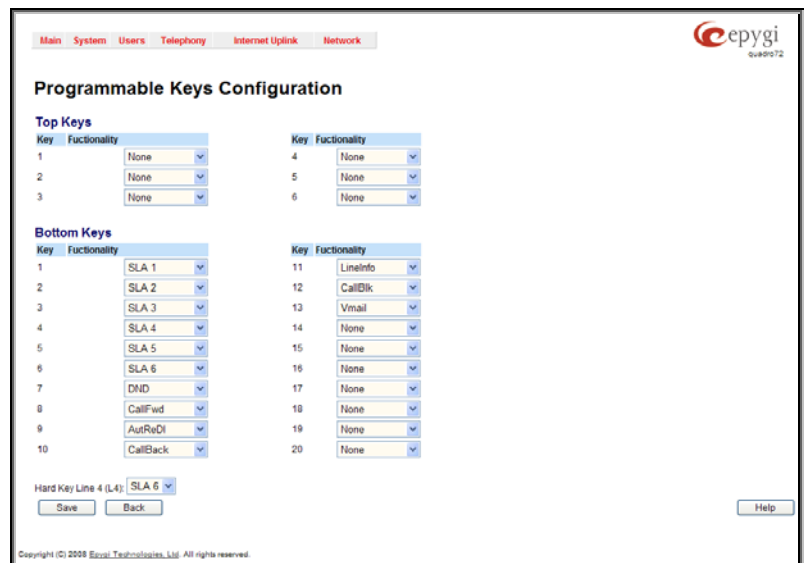 Main System Users Telephony Internet Uplink Network
epygi
quadro72
Programmable Keys Configuration
Top Keys
Key Fuctionality Key Fuctionality
1 None 4 None
2 None 5 None
3 None 6 None
Bottom Keys
Key Fuctionality Key Fuctionality
1 SLA 1 11 LineInfo
2 SLA 2 12 CallBlk
3 SLA 3 13 Vmail
4 SLA 4 14 None
5 SLA 5 15 None
6 SLA 6 16 None
7 DND 17 None
8 CallFwd 18 None
9 AutReDl 19 None
10 CallBack 20 None
Hard Key Line 4 (L4): SLA 6
Save Back Help
Copyright (C) 2008 Epygi Technologies, Ltd. All rights reserved.